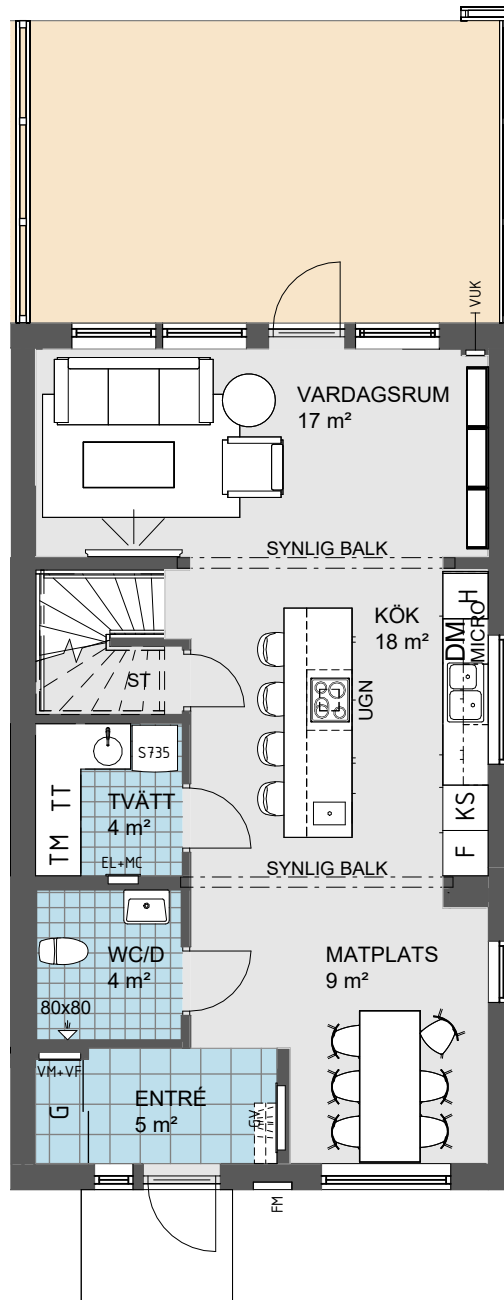 VUK
VARDAGSRUM
17 m²
SYNLIG BALK
KÖK
18 m²
H
DM
MICRO
UGN
ST
S735
TM TT
TVÄTT
4 m²
EL+MC
KS
F
SYNLIG BALK
WC/D
4 m²
MATPLATS
9 m²
80x80
VM+VF
G
ENTRÉ
5 m²
GV
FM